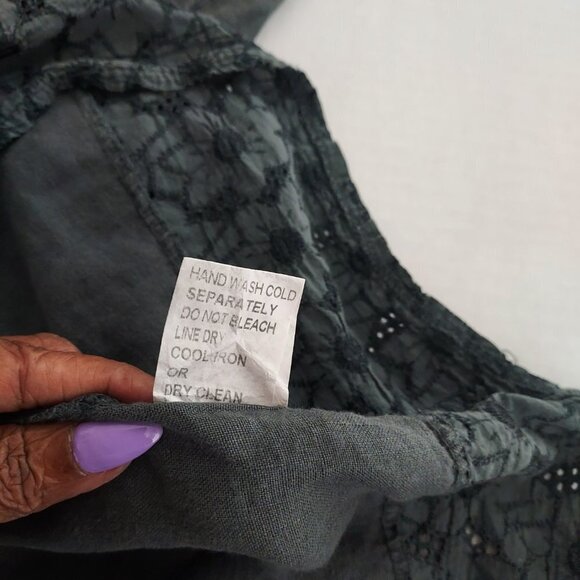 HAND WASH COLD
SEPARATELY
DO NOT BLEACH
LINE DRY
COOL IRON
OR
DRY CLEAN